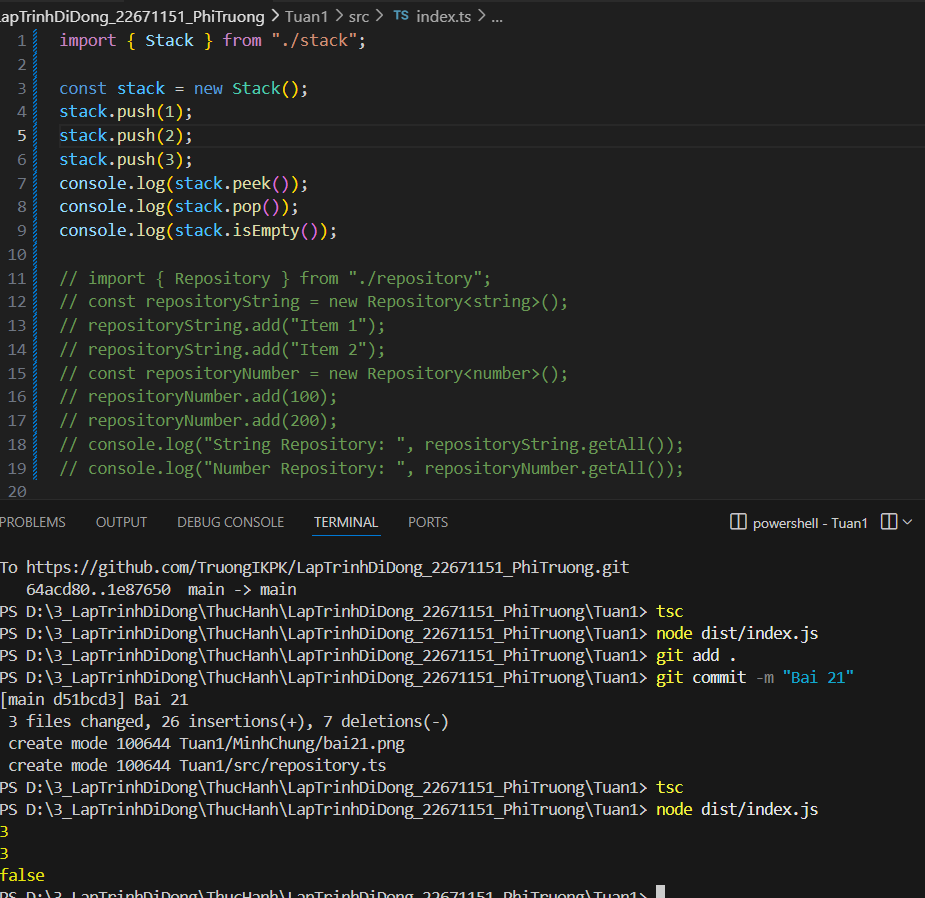 LapTrinhDiDong_22671151_PhiTruong > Tuan1 > src > TS index.ts > ...
1 import { Stack } from "./stack";
2
3 const stack = new Stack();
4 stack.push(1);
5 stack.push(2);
6 stack.push(3);
7 console.log(stack.peek());
8 console.log(stack.pop());
9 console.log(stack.isEmpty());
10
11 // import { Repository } from "./repository";
12 // const repositoryString = new Repository<string>();
13 // repositoryString.add("Item 1");
14 // repositoryString.add("Item 2");
15 // const repositoryNumber = new Repository<number>();
16 // repositoryNumber.add(100);
17 // repositoryNumber.add(200);
18 // console.log("String Repository: ", repositoryString.getAll());
19 // console.log("Number Repository: ", repositoryNumber.getAll());
20
PROBLEMS OUTPUT DEBUG CONSOLE TERMINAL PORTS powershell - Tuan1
To https://github.com/TruongIKPK/LapTrinhDiDong_22671151_PhiTruong.git
64acd80..1e87650 main -> main
PS D:\3_LapTrinhDiDong\ThucHanh\LapTrinhDiDong_22671151_PhiTruong\Tuan1> tsc
PS D:\3_LapTrinhDiDong\ThucHanh\LapTrinhDiDong_22671151_PhiTruong\Tuan1> node dist/index.js
PS D:\3_LapTrinhDiDong\ThucHanh\LapTrinhDiDong_22671151_PhiTruong\Tuan1> git add .
PS D:\3_LapTrinhDiDong\ThucHanh\LapTrinhDiDong_22671151_PhiTruong\Tuan1> git commit -m "Bai 21"
[main d51bcd3] Bai 21
3 files changed, 26 insertions(+), 7 deletions(-)
create mode 100644 Tuan1/MinhChung/bai21.png
create mode 100644 Tuan1/src/repository.ts
PS D:\3_LapTrinhDiDong\ThucHanh\LapTrinhDiDong_22671151_PhiTruong\Tuan1> tsc
PS D:\3_LapTrinhDiDong\ThucHanh\LapTrinhDiDong_22671151_PhiTruong\Tuan1> node dist/index.js
3
3
false
PS D:\3_LapTrinhDiDong\ThucHanh\LapTrinhDiDong_22671151_PhiTruong\Tuan1>